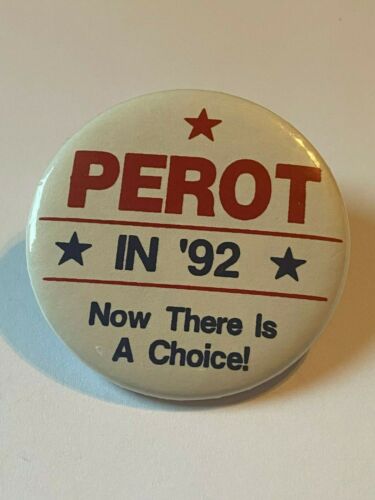 PEROT
IN '92
Now There Is
A Choice!